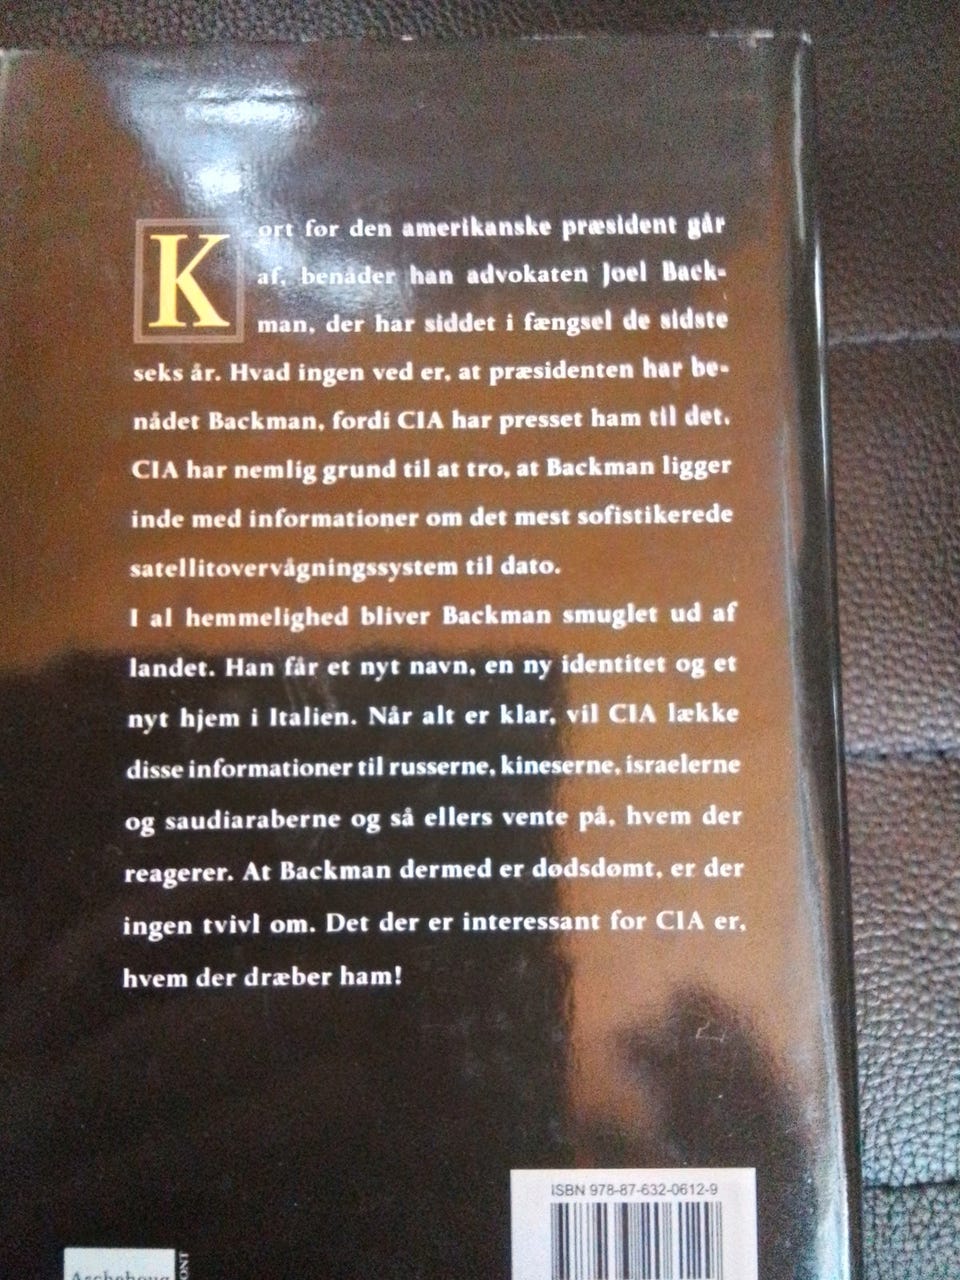 Kort før den amerikanske præsident går
af, benåder han advokaten Joel Back-
man, der har siddet i fængsel de sidste
seks år. Hvad ingen ved er, at præsidenten har be-
nådet Backman, fordi CIA har presset ham til det.
CIA har nemlig grund til at tro, at Backman ligger
inde med informationer om det mest sofistikerede
satellitovervågningssystem til dato.
I al hemmelighed bliver Backman smuglet ud af
landet. Han får et nyt navn, en ny identitet og et
nyt hjem i Italien. Når alt er klar, vil CIA lække
disse informationer til russerne, kineserne, israelerne
og saudiaraberne og så ellers vente på, hvem der
reagerer. At Backman dermed er dødsdømt, er der
ingen tvivl om. Det der er interessant for CIA er,
hvem der dræber ham!
ISBN 978-87-632-0612-9
Aschehoug